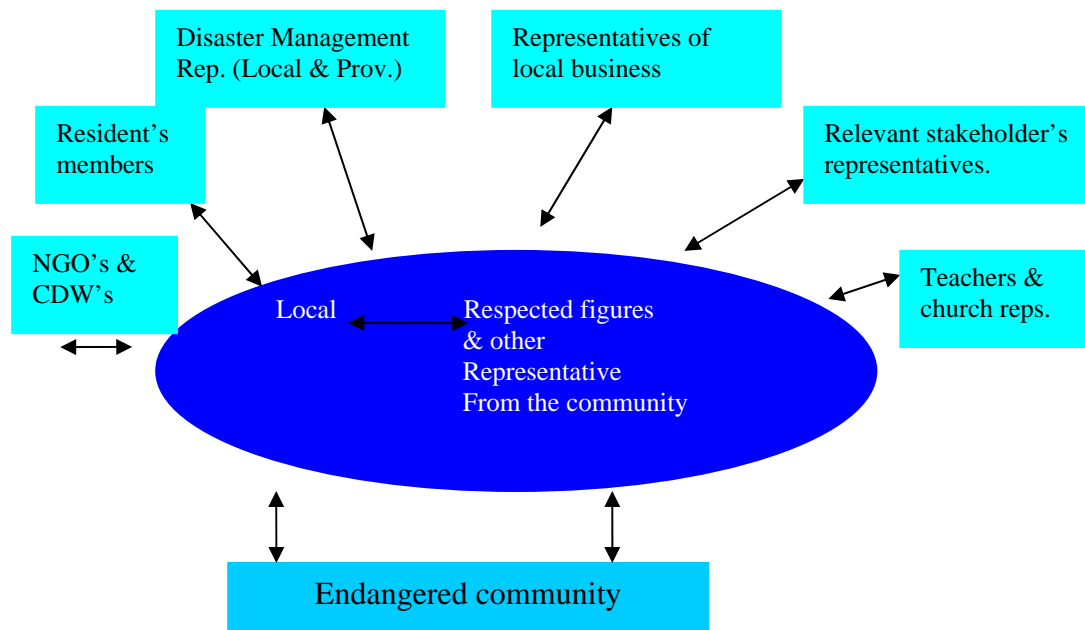 Disaster Management
Rep. (Local & Prov.)
Representatives of
local business
Resident’s
members
Relevant stakeholder’s
representatives.
NGO’s &
CDW’s
Teachers &
church reps.
Local
Respected figures
& other
Representative
From the community
Endangered community